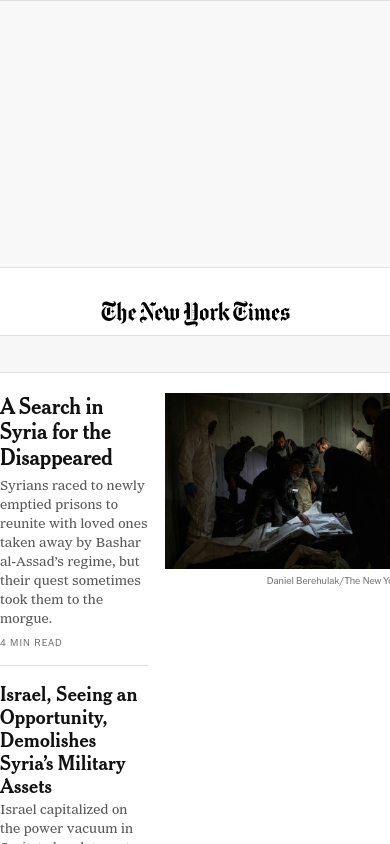 The New York Times
A Search in
Syria for the
Disappeared
Syrians raced to newly
emptied prisons to
reunite with loved ones
taken away by Bashar
al-Assad’s regime, but
their quest sometimes
took them to the
morgue.
4 MIN READ
Daniel Berehulak/The New Yo
Israel, Seeing an
Opportunity,
Demolishes
Syria’s Military
Assets
Israel capitalized on
the power vacuum in